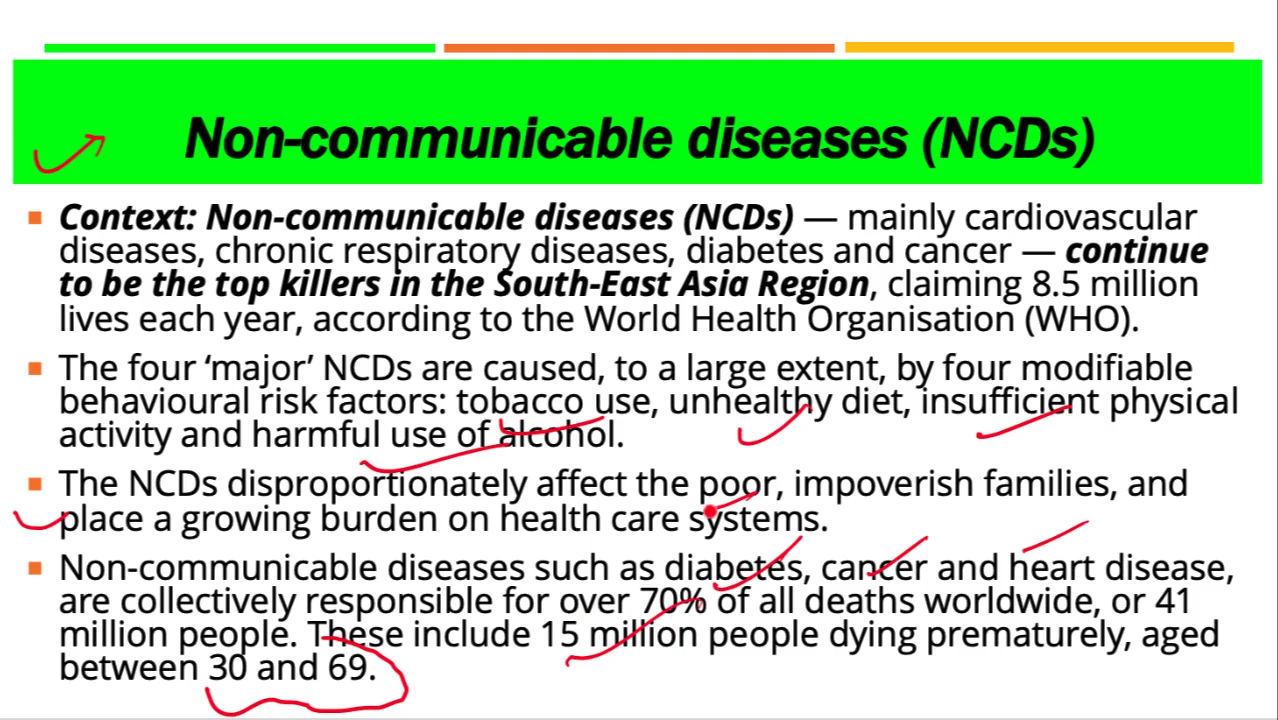 Non-communicable diseases (NCDs)
Context: Non-communicable diseases (NCDs) — mainly cardiovascular
diseases, chronic respiratory diseases, diabetes and cancer — continue
to be the top killers in the South-East Asia Region, claiming 8.5 million
lives each year, according to the World Health Organisation (WHO).
The four ‘major’ NCDs are caused, to a large extent, by four modifiable
behavioural risk factors: tobacco use, unhealthy diet, insufficient physical
activity and harmful use of alcohol.
The NCDs disproportionately affect the poor, impoverish families, and
place a growing burden on health care systems.
Non-communicable diseases such as diabetes, cancer and heart disease,
are collectively responsible for over 70% of all deaths worldwide, or 41
million people. These include 15 million people dying prematurely, aged
between 30 and 69.